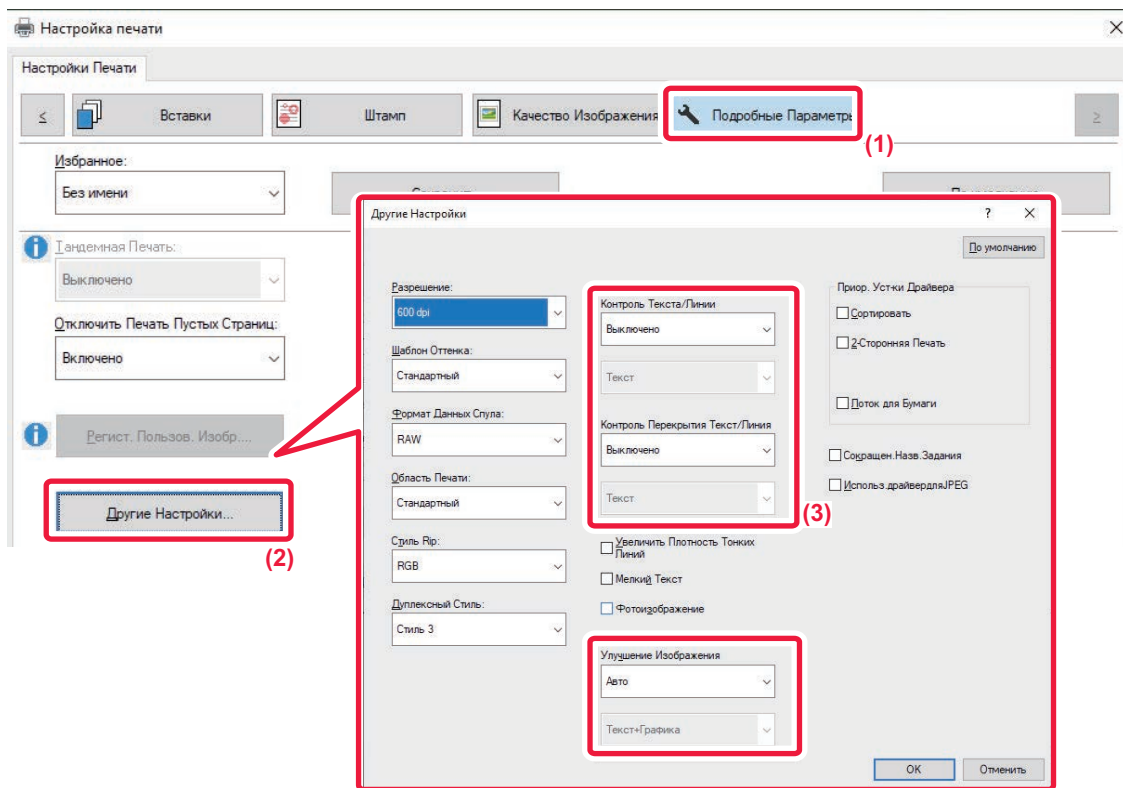 Настройка печати
Настройки Печати
<
Вставки
Штамп
Качество Изображения
Подробные Параметры
>
(1)
Избранное:
Без имени
Тандемная Печать:
Выключено
Отключить Печать Пустых Страниц:
Включено
Регист. Пользов. Изобр....
Другие Настройки...
(2)
Другие Настройки
?
По умолчанию
Разрешение:
600 dpi
Шаблон Оттенка:
Стандартный
Формат Данных Спула:
RAW
Область Печати:
Стандартный
Стиль Rip:
RGB
Дуплексный Стиль:
Стиль 3
Контроль Текста/Линии
Выключено
Текст
Контроль Перекрытия Текст/Линия
Выключено
Текст
(3)
Увеличить Плотность Тонких
Линий
Мелкий Текст
Фотоизображение
Улучшение Изображения
Авто
Текст+Графика
Приор. Уст-ки Драйвера
Сортировать
2-Сторонняя Печать
Лоток для Бумаги
Сокращен.Назв.Задания
Использ.драйвердляJPEG
OK
Отменить